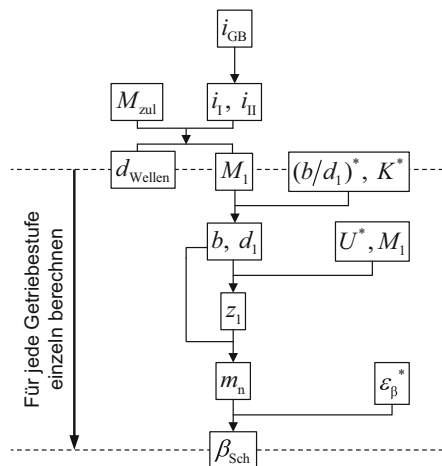 i_GB
M_zul
i_I, i_II
d_Wellen
M_1
(b/d_1)^*, K^*
b, d_1
U^*, M_1
z_1
m_n
ε_β^*
β_Sch
Für jede Getriebestufe
einzeln berechnen